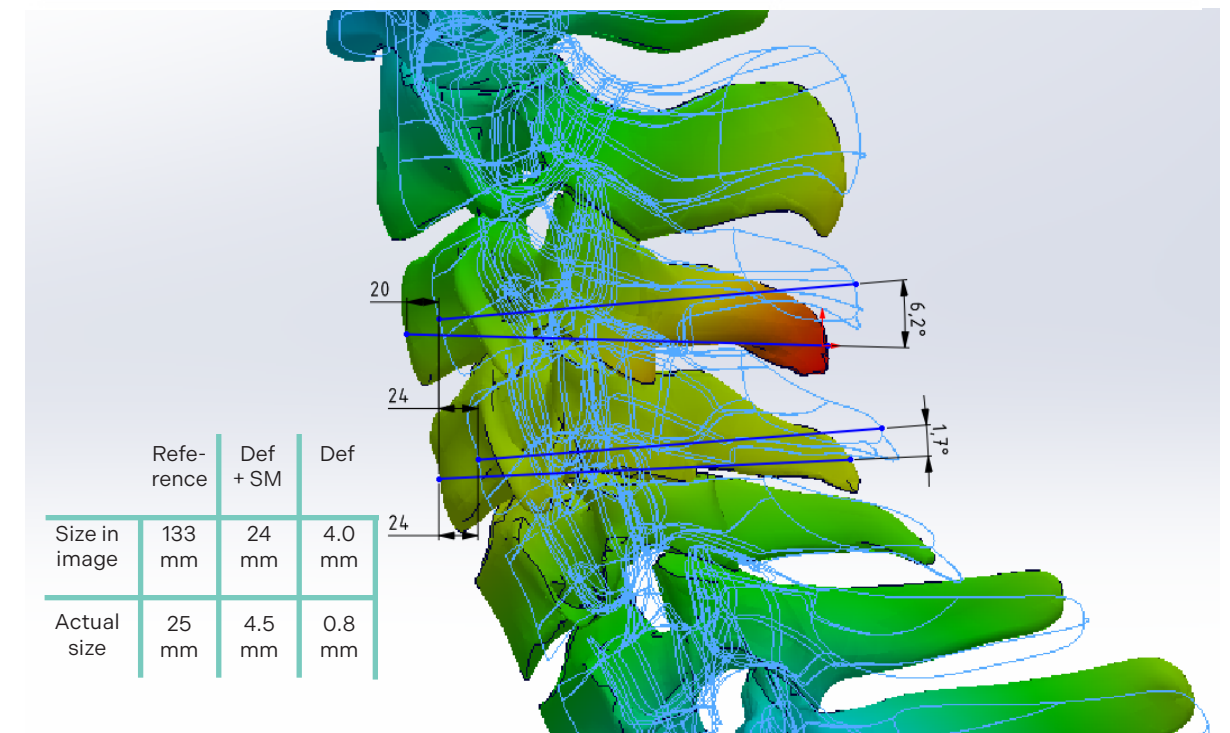 20
6,2°
24
1,7°
24
Refe-
rence
Def
+ SM
Def
Size in
image
133
mm
24
mm
4.0
mm
Actual
size
25
mm
4.5
mm
0.8
mm